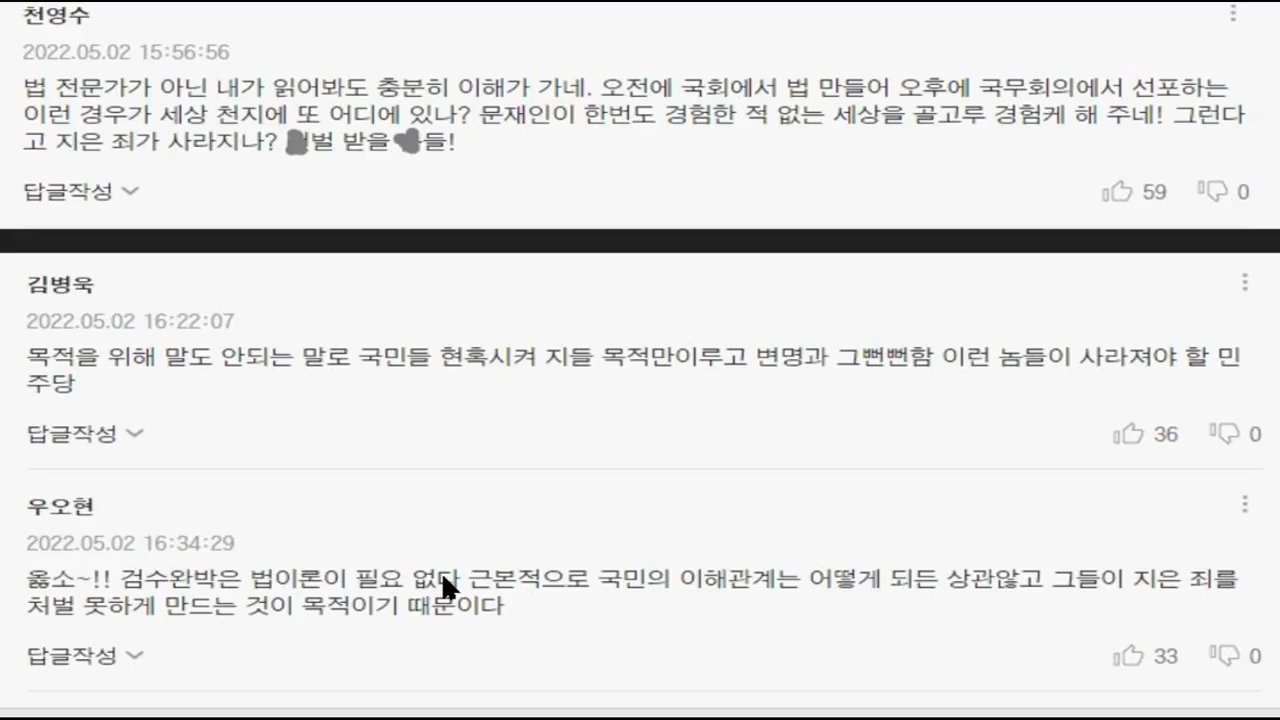 천영수
2022.05.02 15:56:56
법 전문가가 아닌 내가 읽어봐도 충분히 이해가 가네. 오전에 국회에서 법 만들어 오후에 국무회의에서 선포하는
이런 경우가 세상 천지에 또 어디에 있나? 문재인이 한번도 경험한 적 없는 세상을 골고루 경험케 해 주네! 그런다
고 지은 죄가 사라지나? 벌 받을 들!
답글작성
59 0
김병욱
2022.05.02 16:22:07
목적을 위해 말도 안되는 말로 국민들 현혹시켜 지들 목적만이루고 변명과 그뻔뻔함 이런 놈들이 사라져야 할 민
주당
답글작성
36 0
우오현
2022.05.02 16:34:29
옳소~!! 검수완박은 법이론이 필요 없다 근본적으로 국민의 이해관계는 어떻게 되든 상관않고 그들이 지은 죄를
처벌 못하게 만드는 것이 목적이기 때문이다
답글작성
33 0